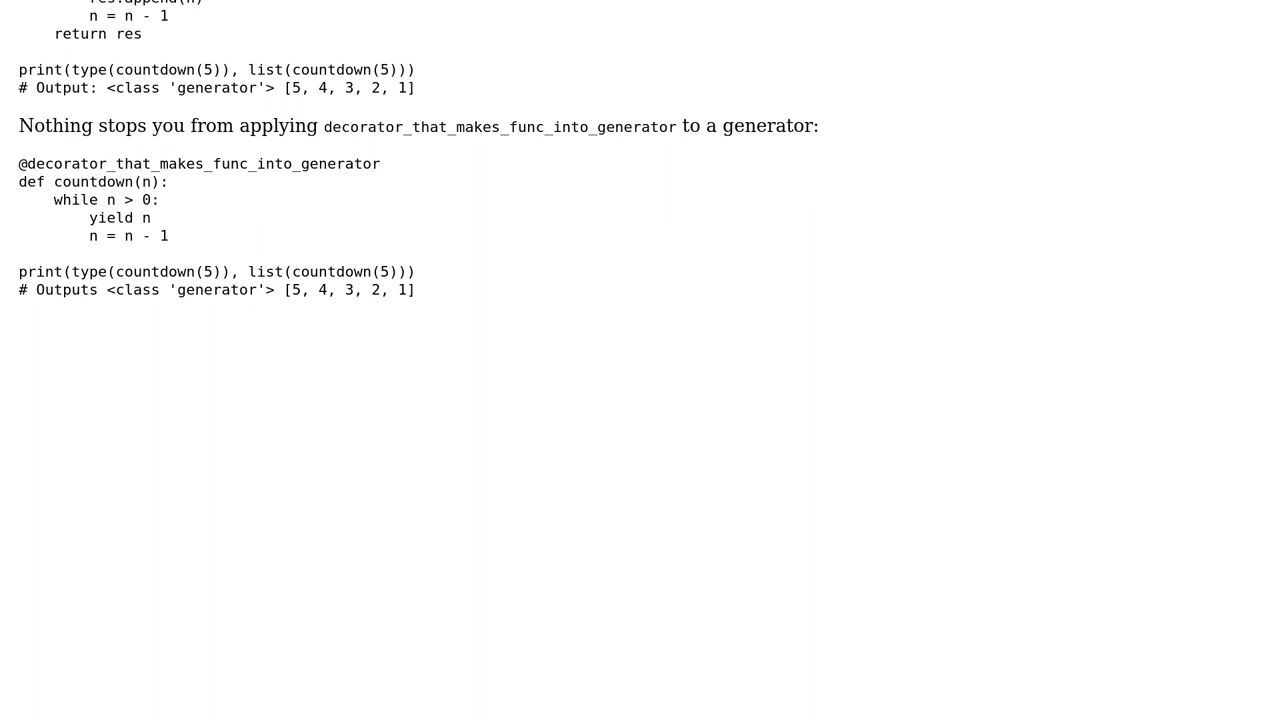 res.append(n)
        n = n - 1
    return res

print(type(countdown(5)), list(countdown(5)))
# Output: <class 'generator'> [5, 4, 3, 2, 1]

Nothing stops you from applying decorator_that_makes_func_into_generator to a generator:

@decorator_that_makes_func_into_generator
def countdown(n):
    while n > 0:
        yield n
        n = n - 1

print(type(countdown(5)), list(countdown(5)))
# Outputs <class 'generator'> [5, 4, 3, 2, 1]